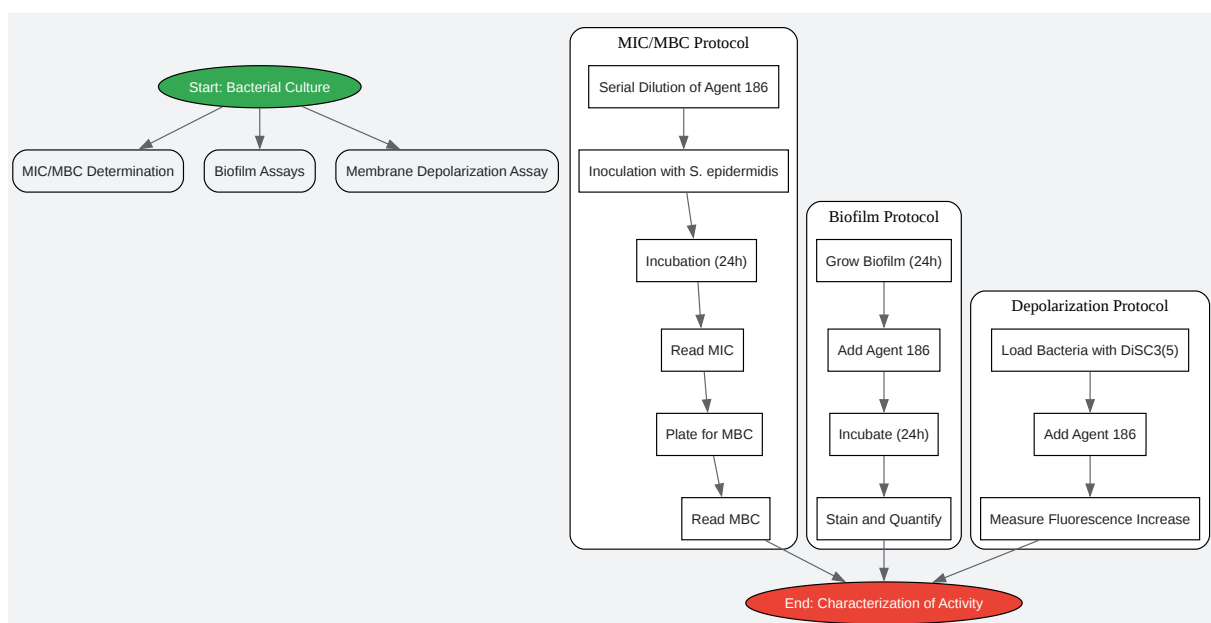 Start: Bacterial Culture
MIC/MBC Determination
Biofilm Assays
Membrane Depolarization Assay
MIC/MBC Protocol
Serial Dilution of Agent 186
Inoculation with S. epidermidis
Incubation (24h)
Read MIC
Plate for MBC
Read MBC
Biofilm Protocol
Grow Biofilm (24h)
Add Agent 186
Incubate (24h)
Stain and Quantify
Depolarization Protocol
Load Bacteria with DiSC3(5)
Add Agent 186
Measure Fluorescence Increase
End: Characterization of Activity